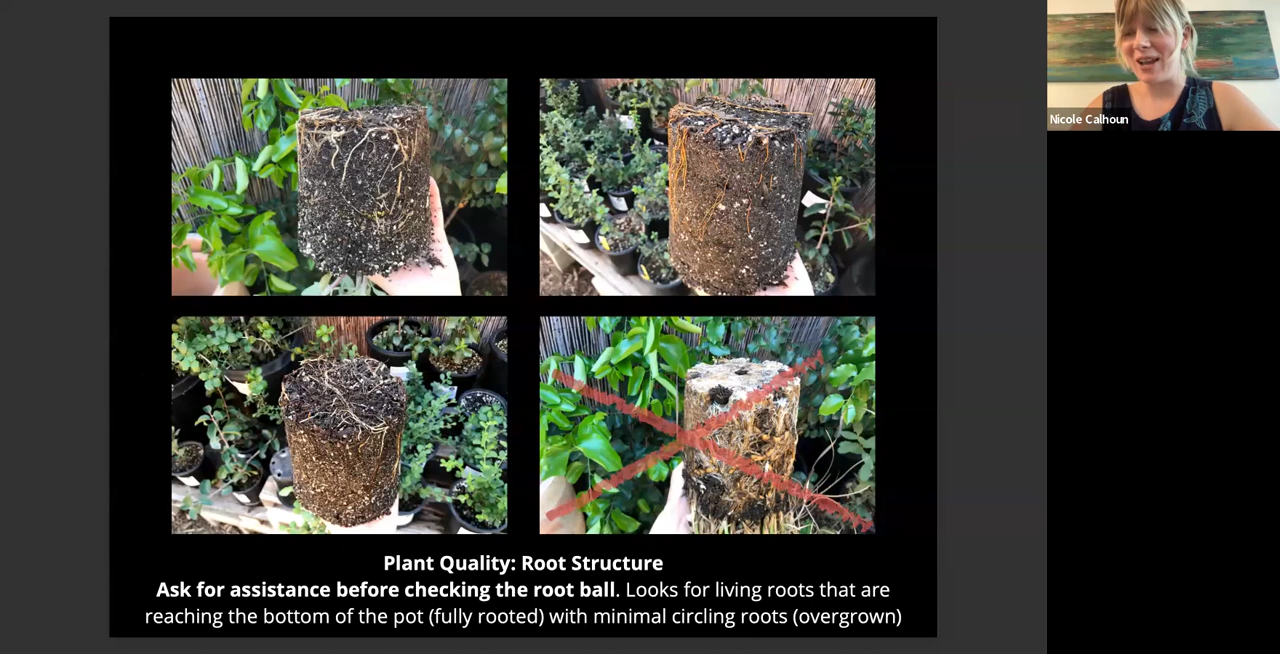 Nicole Calhoun
Plant Quality: Root Structure
Ask for assistance before checking the root ball. Looks for living roots that are
reaching the bottom of the pot (fully rooted) with minimal circling roots (overgrown)